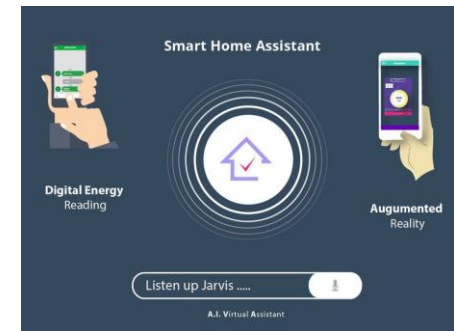 Smart Home Assistant
Digital Energy
Reading
Augumented
Reality
Listen up Jarvis .....
A.I. Virtual Assistant